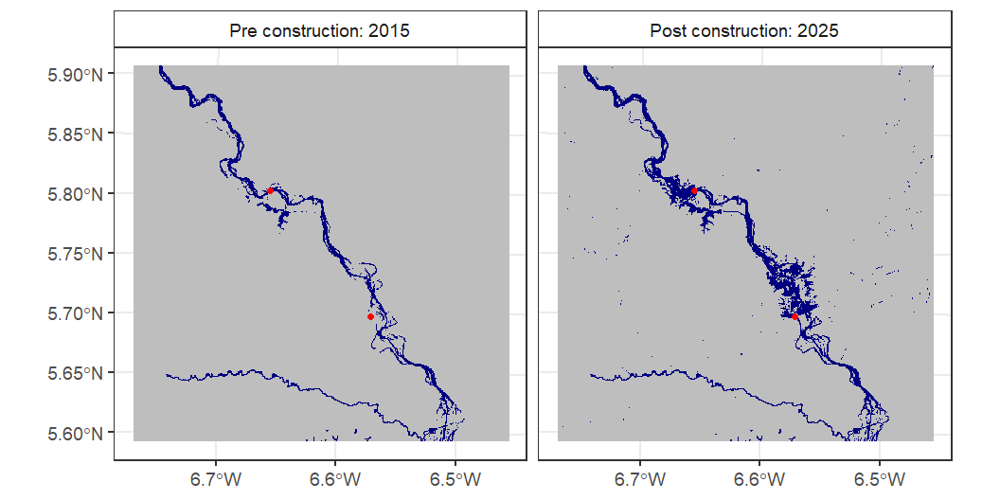 Pre construction: 2015
Post construction: 2025
5.90°N
5.85°N
5.80°N
5.75°N
5.70°N
5.65°N
5.60°N
6.7°W
6.6°W
6.5°W
6.7°W
6.6°W
6.5°W